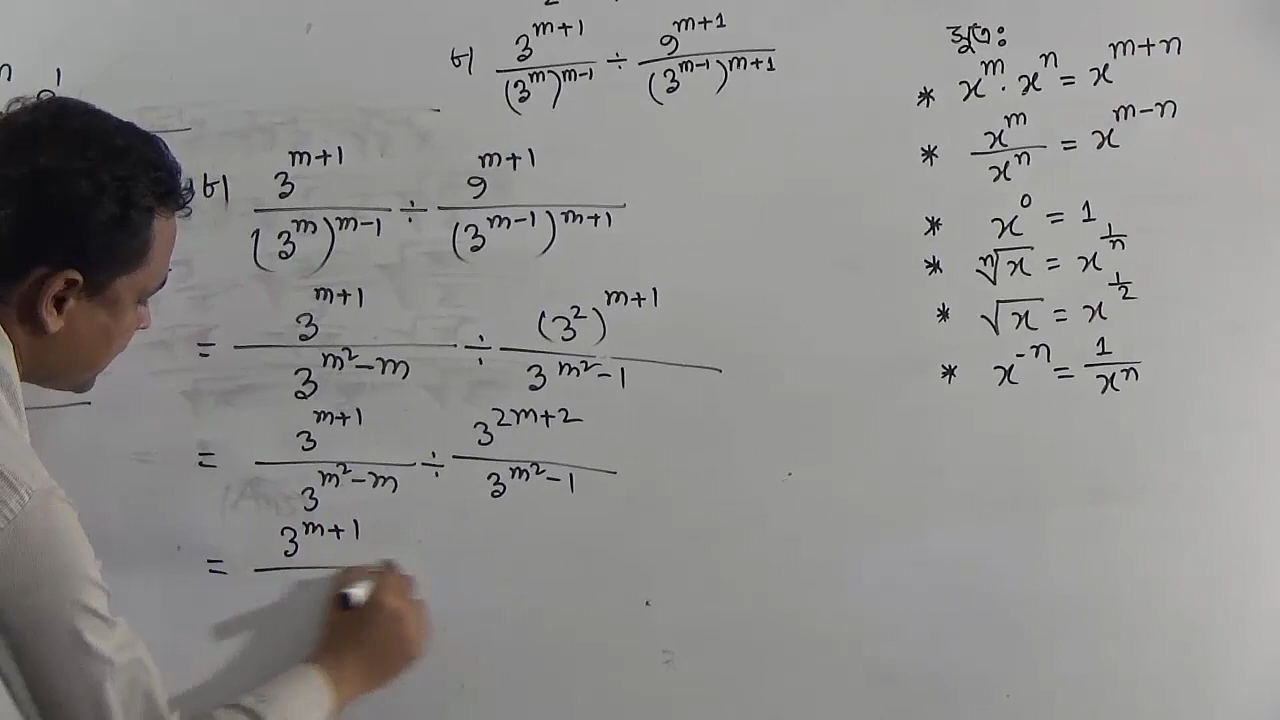 ৮) 3^{m+1}/(3^m)^{m-1} ÷ 9^{m+1}/(3^{m-1})^{m+1}
৮) 3^{m+1}/(3^m)^{m-1} ÷ 9^{m+1}/(3^{m-1})^{m+1}
= 3^{m+1}/3^{m²-m} ÷ (3²)^{m+1}/3^{m²-1}
= 3^{m+1}/3^{m²-m} ÷ 3^{2m+2}/3^{m²-1}
= 3^{m+1}
সূত্র:
* x^m · x^n = x^{m+n}
* x^m/x^n = x^{m-n}
* x^0 = 1
* ⁿ√x = x^{1/n}
* √x = x^{1/2}
* x^{-n} = 1/x^n